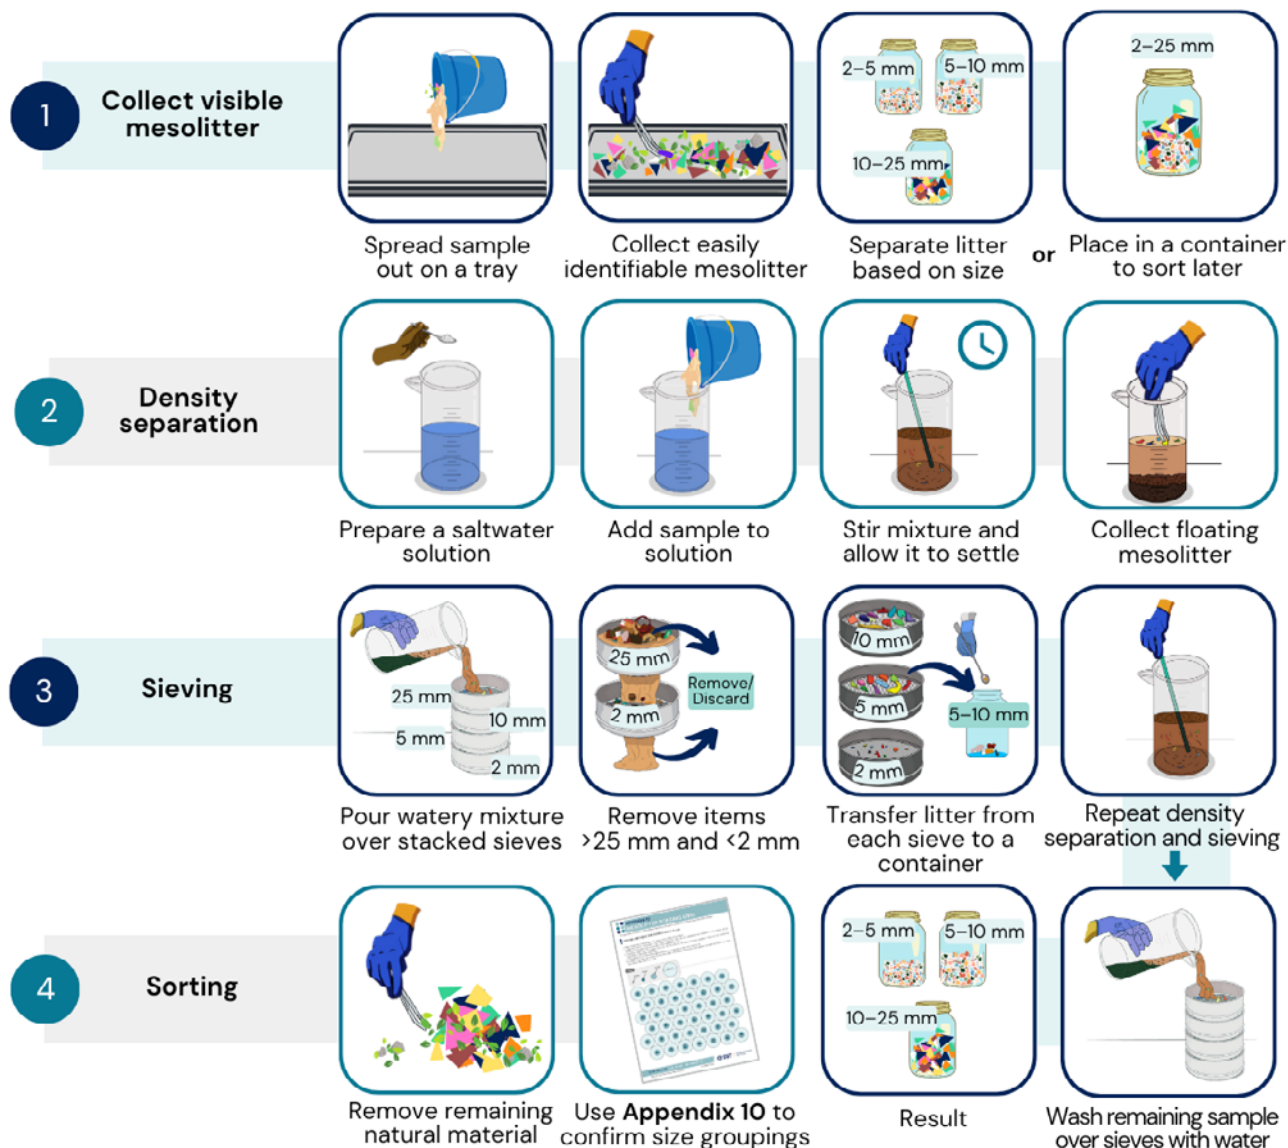 1
Collect visible
mesolitter
2–5 mm
5–10 mm
10–25 mm
2–25 mm
Spread sample
out on a tray
Collect easily
identifiable mesolitter
Separate litter
based on size
or
Place in a container
to sort later
2
Density
separation
Prepare a saltwater
solution
Add sample to
solution
Stir mixture and
allow it to settle
Collect floating
mesolitter
3
Sieving
25 mm
10 mm
5 mm
2 mm
25 mm
2 mm
Remove/
Discard
10 mm
5 mm
2 mm
5–10 mm
Pour watery mixture
over stacked sieves
Remove items
>25 mm and <2 mm
Transfer litter from
each sieve to a
container
Repeat density
separation and sieving
4
Sorting
2–5 mm
5–10 mm
10–25 mm
Remove remaining
natural material
Use Appendix 10 to
confirm size groupings
Result
Wash remaining sample
over sieves with water